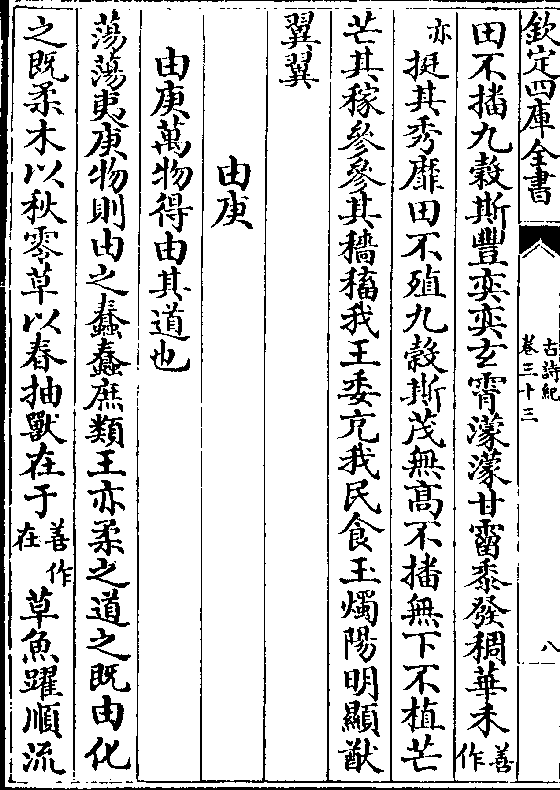 欽定四庫全書
古詩紀
卷三十三
八
田不播九穀斯豐奕奕玄霄濛濛甘霤黍發稠華禾善作
亦挺其秀靡田不殖九穀斯茂無高不播無下不植芒
芒其稼參參其穡稸我王委充我民食玉燭陽明顯猷
翼翼
由庚
由庚萬物得由其道也
蕩蕩夷庚物則由之蠢蠢庶類王亦柔之道之既由化
之既柔木以秋零草以春抽獸在于善作在草魚躍順流